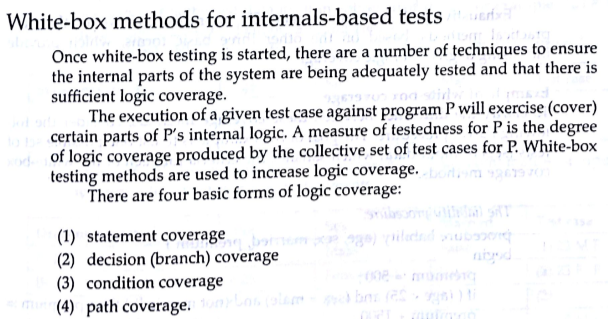 White-box methods for internals-based tests
Once white-box testing is started, there are a number of techniques to ensure
the internal parts of the system are being adequately tested and that there is
sufficient logic coverage.
The execution of a given test case against program P will exercise (cover)
certain parts of P's internal logic. A measure of testedness for P is the degree
of logic coverage produced by the collective set of test cases for P. White-box
testing methods are used to increase logic coverage.
There are four basic forms of logic coverage:
(1) statement coverage
(2) decision (branch) coverage
(3) condition coverage
(4) path coverage.